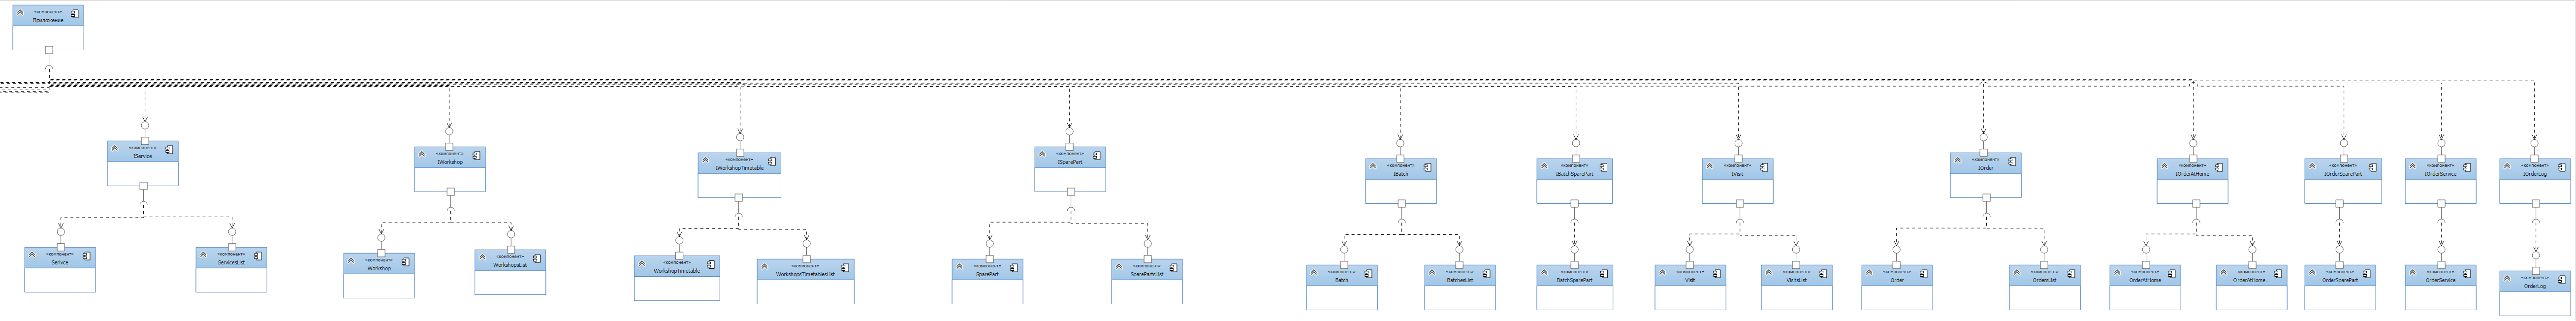 «компонент»
Приложение
«компонент»
IService
«компонент»
IWorkshop
«компонент»
IWorkshopTimetable
«компонент»
ISparePart
«компонент»
IBatch
«компонент»
IBatchSparePart
«компонент»
IVisit
«компонент»
IOrder
«компонент»
IOrderAtHome
«компонент»
IOrderSparePart
«компонент»
IOrderService
«компонент»
IOrderLog
«компонент»
Serivce
«компонент»
ServicesList
«компонент»
Workshop
«компонент»
WorkshopsList
«компонент»
WorkshopTimetable
«компонент»
WorkshopsTimetablesList
«компонент»
SparePart
«компонент»
SparePartsList
«компонент»
Batch
«компонент»
BatchesList
«компонент»
BatchSparePart
«компонент»
Visit
«компонент»
VisitsList
«компонент»
Order
«компонент»
OrdersList
«компонент»
OrderAtHome
«компонент»
OrderAtHome...
«компонент»
OrderSparePart
«компонент»
OrderService
«компонент»
OrderLog